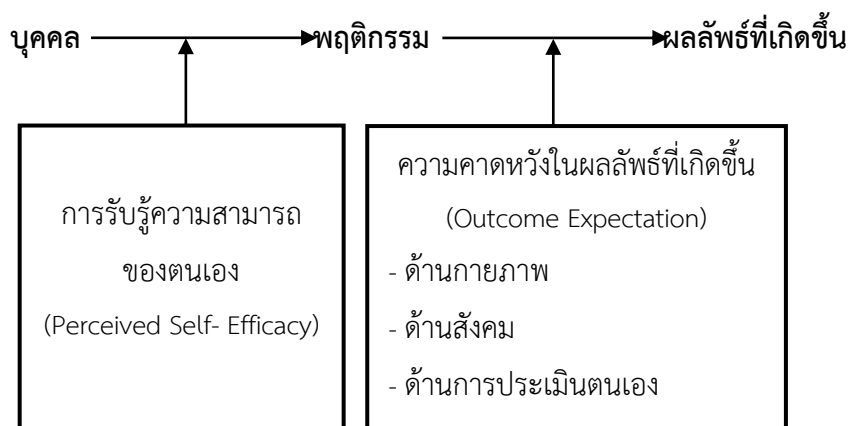 บุคคล พฤติกรรม ผลลัพธ์ที่เกิดขึ้น
การรับรู้ความสามารถ
ของตนเอง
(Perceived Self- Efficacy)
ความคาดหวังในผลลัพธ์ที่เกิดขึ้น
(Outcome Expectation)
- ด้านกายภาพ
- ด้านสังคม
- ด้านการประเมินตนเอง